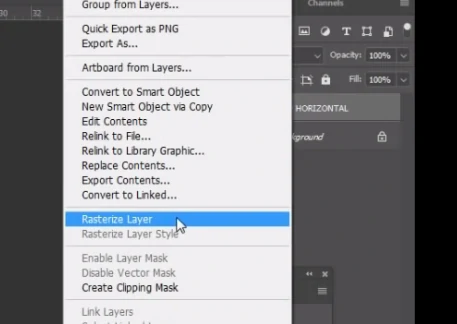 30
32
Group from Layers...
Channels
Quick Export as PNG
Export As...
Opacity: 100%
Artboard from Layers...
Fill: 100%
Convert to Smart Object
New Smart Object via Copy
HORIZONTAL
Edit Contents
Relink to File...
Relink to Library Graphic...
kground
Replace Contents...
Export Contents...
Convert to Linked...
Rasterize Layer
Rasterize Layer Style
Enable Layer Mask
Disable Vector Mask
Create Clipping Mask
Link Layers